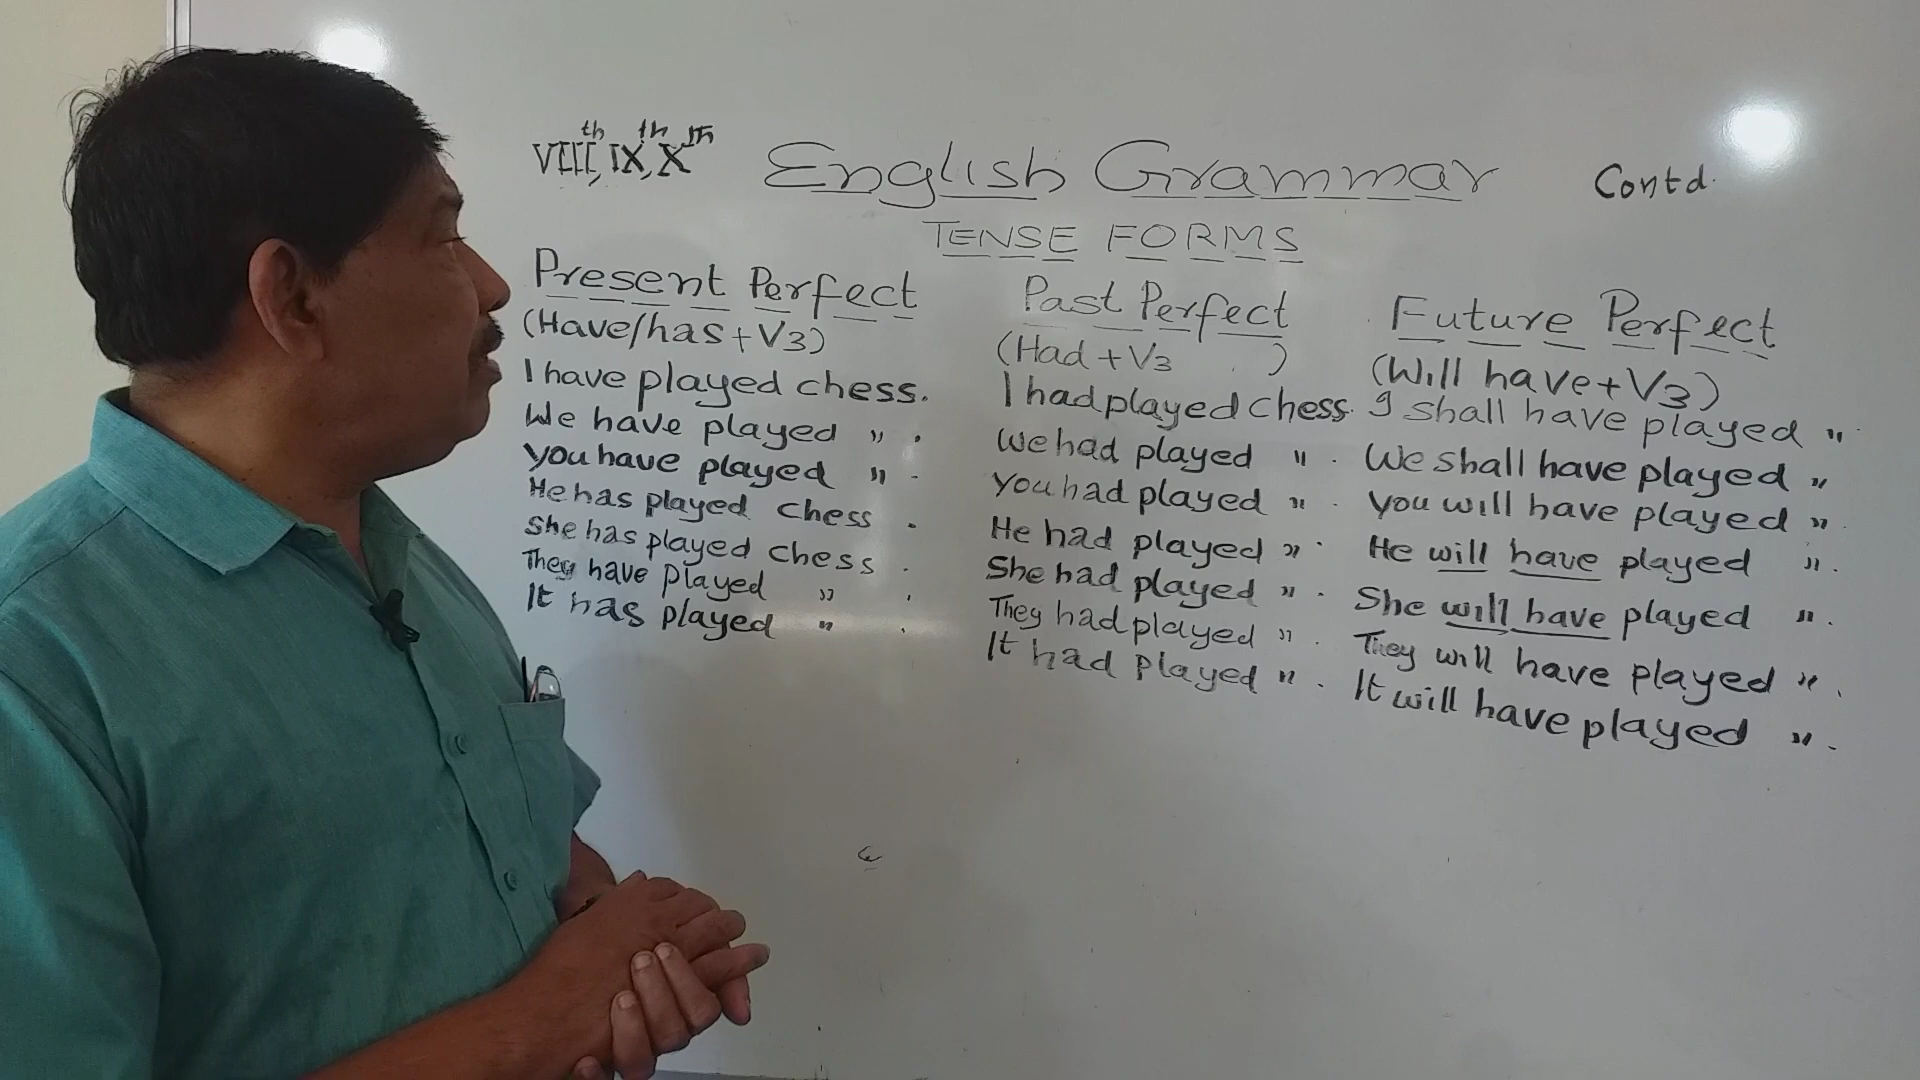 VIIIth, IXth, Xth
English Grammar
Contd.
TENSE FORMS
Present Perfect
(Have/has+V3)
I have played chess.
We have played " .
You have played " .
He has played chess .
She has played chess .
They have played " .
It has played " .
Past Perfect
(Had+V3 )
I had played chess.
We had played " .
You had played " .
He had played " .
She had played " .
They had played " .
It had played " .
Future Perfect
(Will have+V3)
I shall have played " .
We shall have played "
You will have played " .
He will have played " .
She will have played " .
They will have played " .
It will have played " .